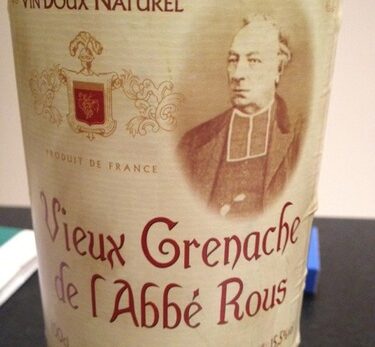 VIN DOUX NATUREL
PRODUIT DE FRANCE
Vieux Grenache
de l'Abbé Rous